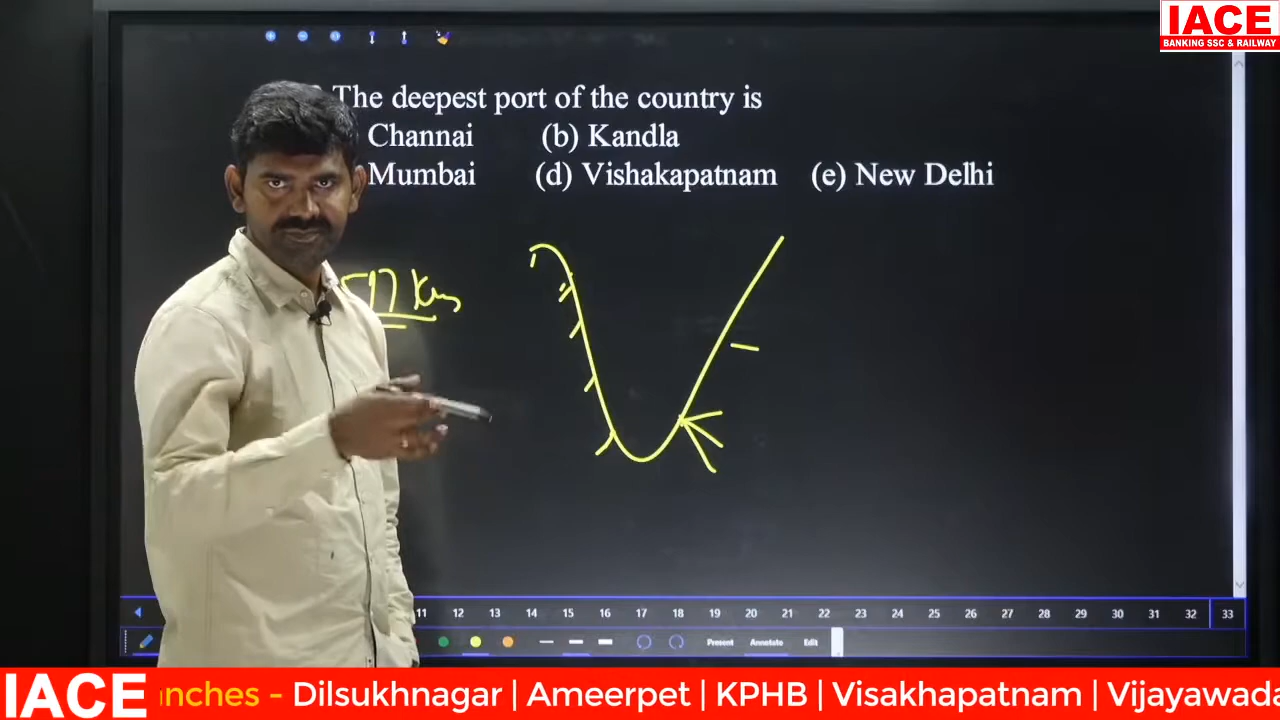 IACE
BANKING SSC & RAILWAY
The deepest port of the country is
Channai (b) Kandla
Mumbai (d) Vishakapatnam (e) New Delhi
Kms
11 12 13 14 15 16 17 18 19 20 21 22 23 24 25 26 27 28 29 30 31 32 33
Present Annotate Edit
IACE nches - Dilsukhnagar | Ameerpet | KPHB | Visakhapatnam | Vijayawada